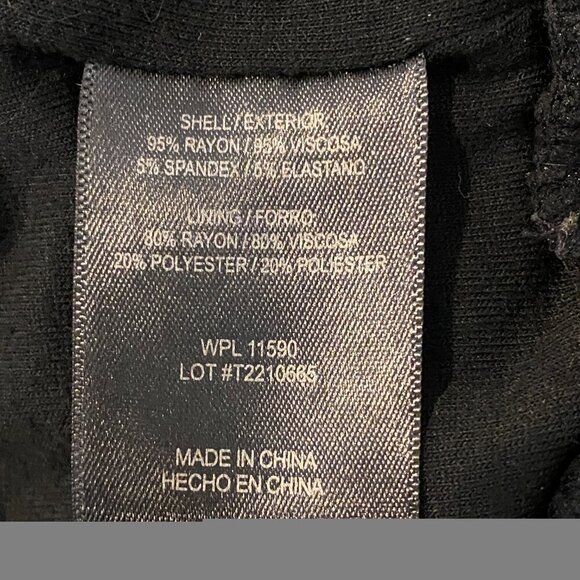 SHELL / EXTERIOR
95% RAYON / 95% VISCOSA
5% SPANDEX / 5% ELASTANO
LINING / FORRO
80% RAYON / 80% VISCOSA
20% POLYESTER / 20% POLIESTER
WPL 11590
LOT #T2210665
MADE IN CHINA
HECHO EN CHINA